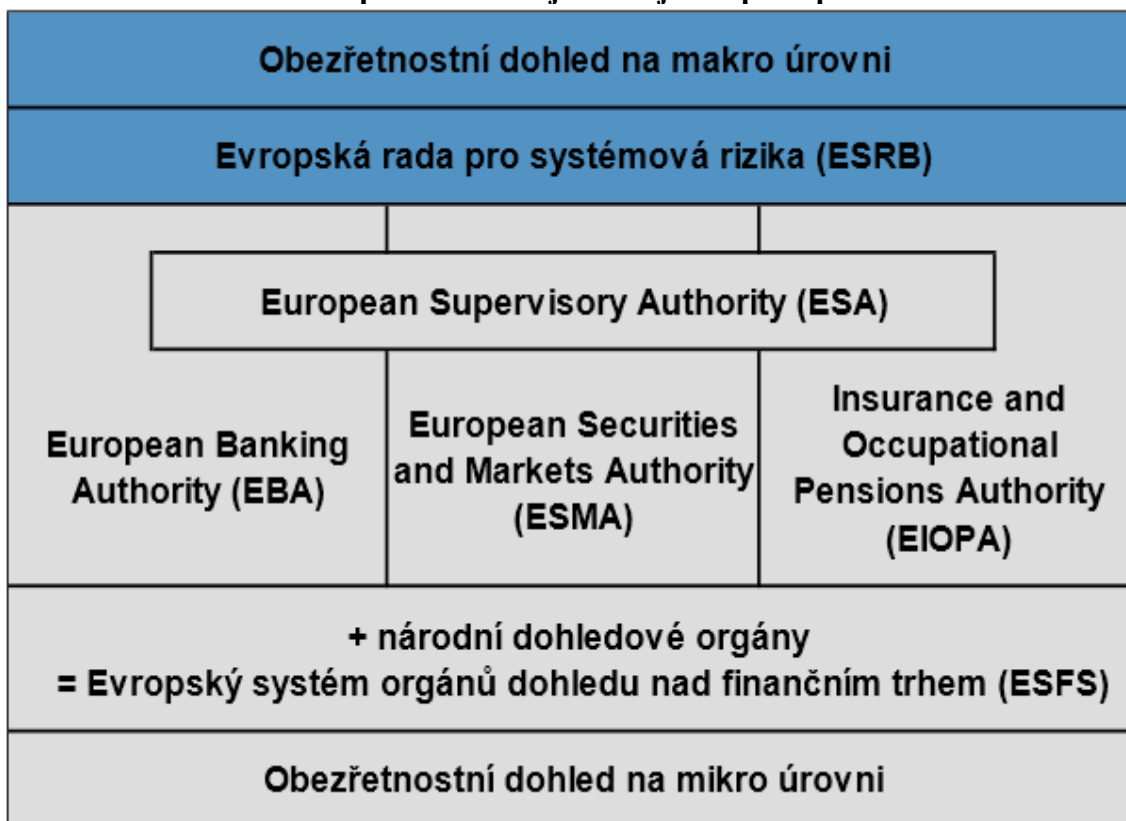 Obezřetnostní dohled na makro úrovni
Evropská rada pro systémová rizika (ESRB)
European Supervisory Authority (ESA)
European Banking
Authority (EBA)
European Securities
and Markets Authority
(ESMA)
Insurance and
Occupational
Pensions Authority
(EIOPA)
+ národní dohledové orgány
= Evropský systém orgánů dohledu nad finančním trhem (ESFS)
Obezřetnostní dohled na mikro úrovni